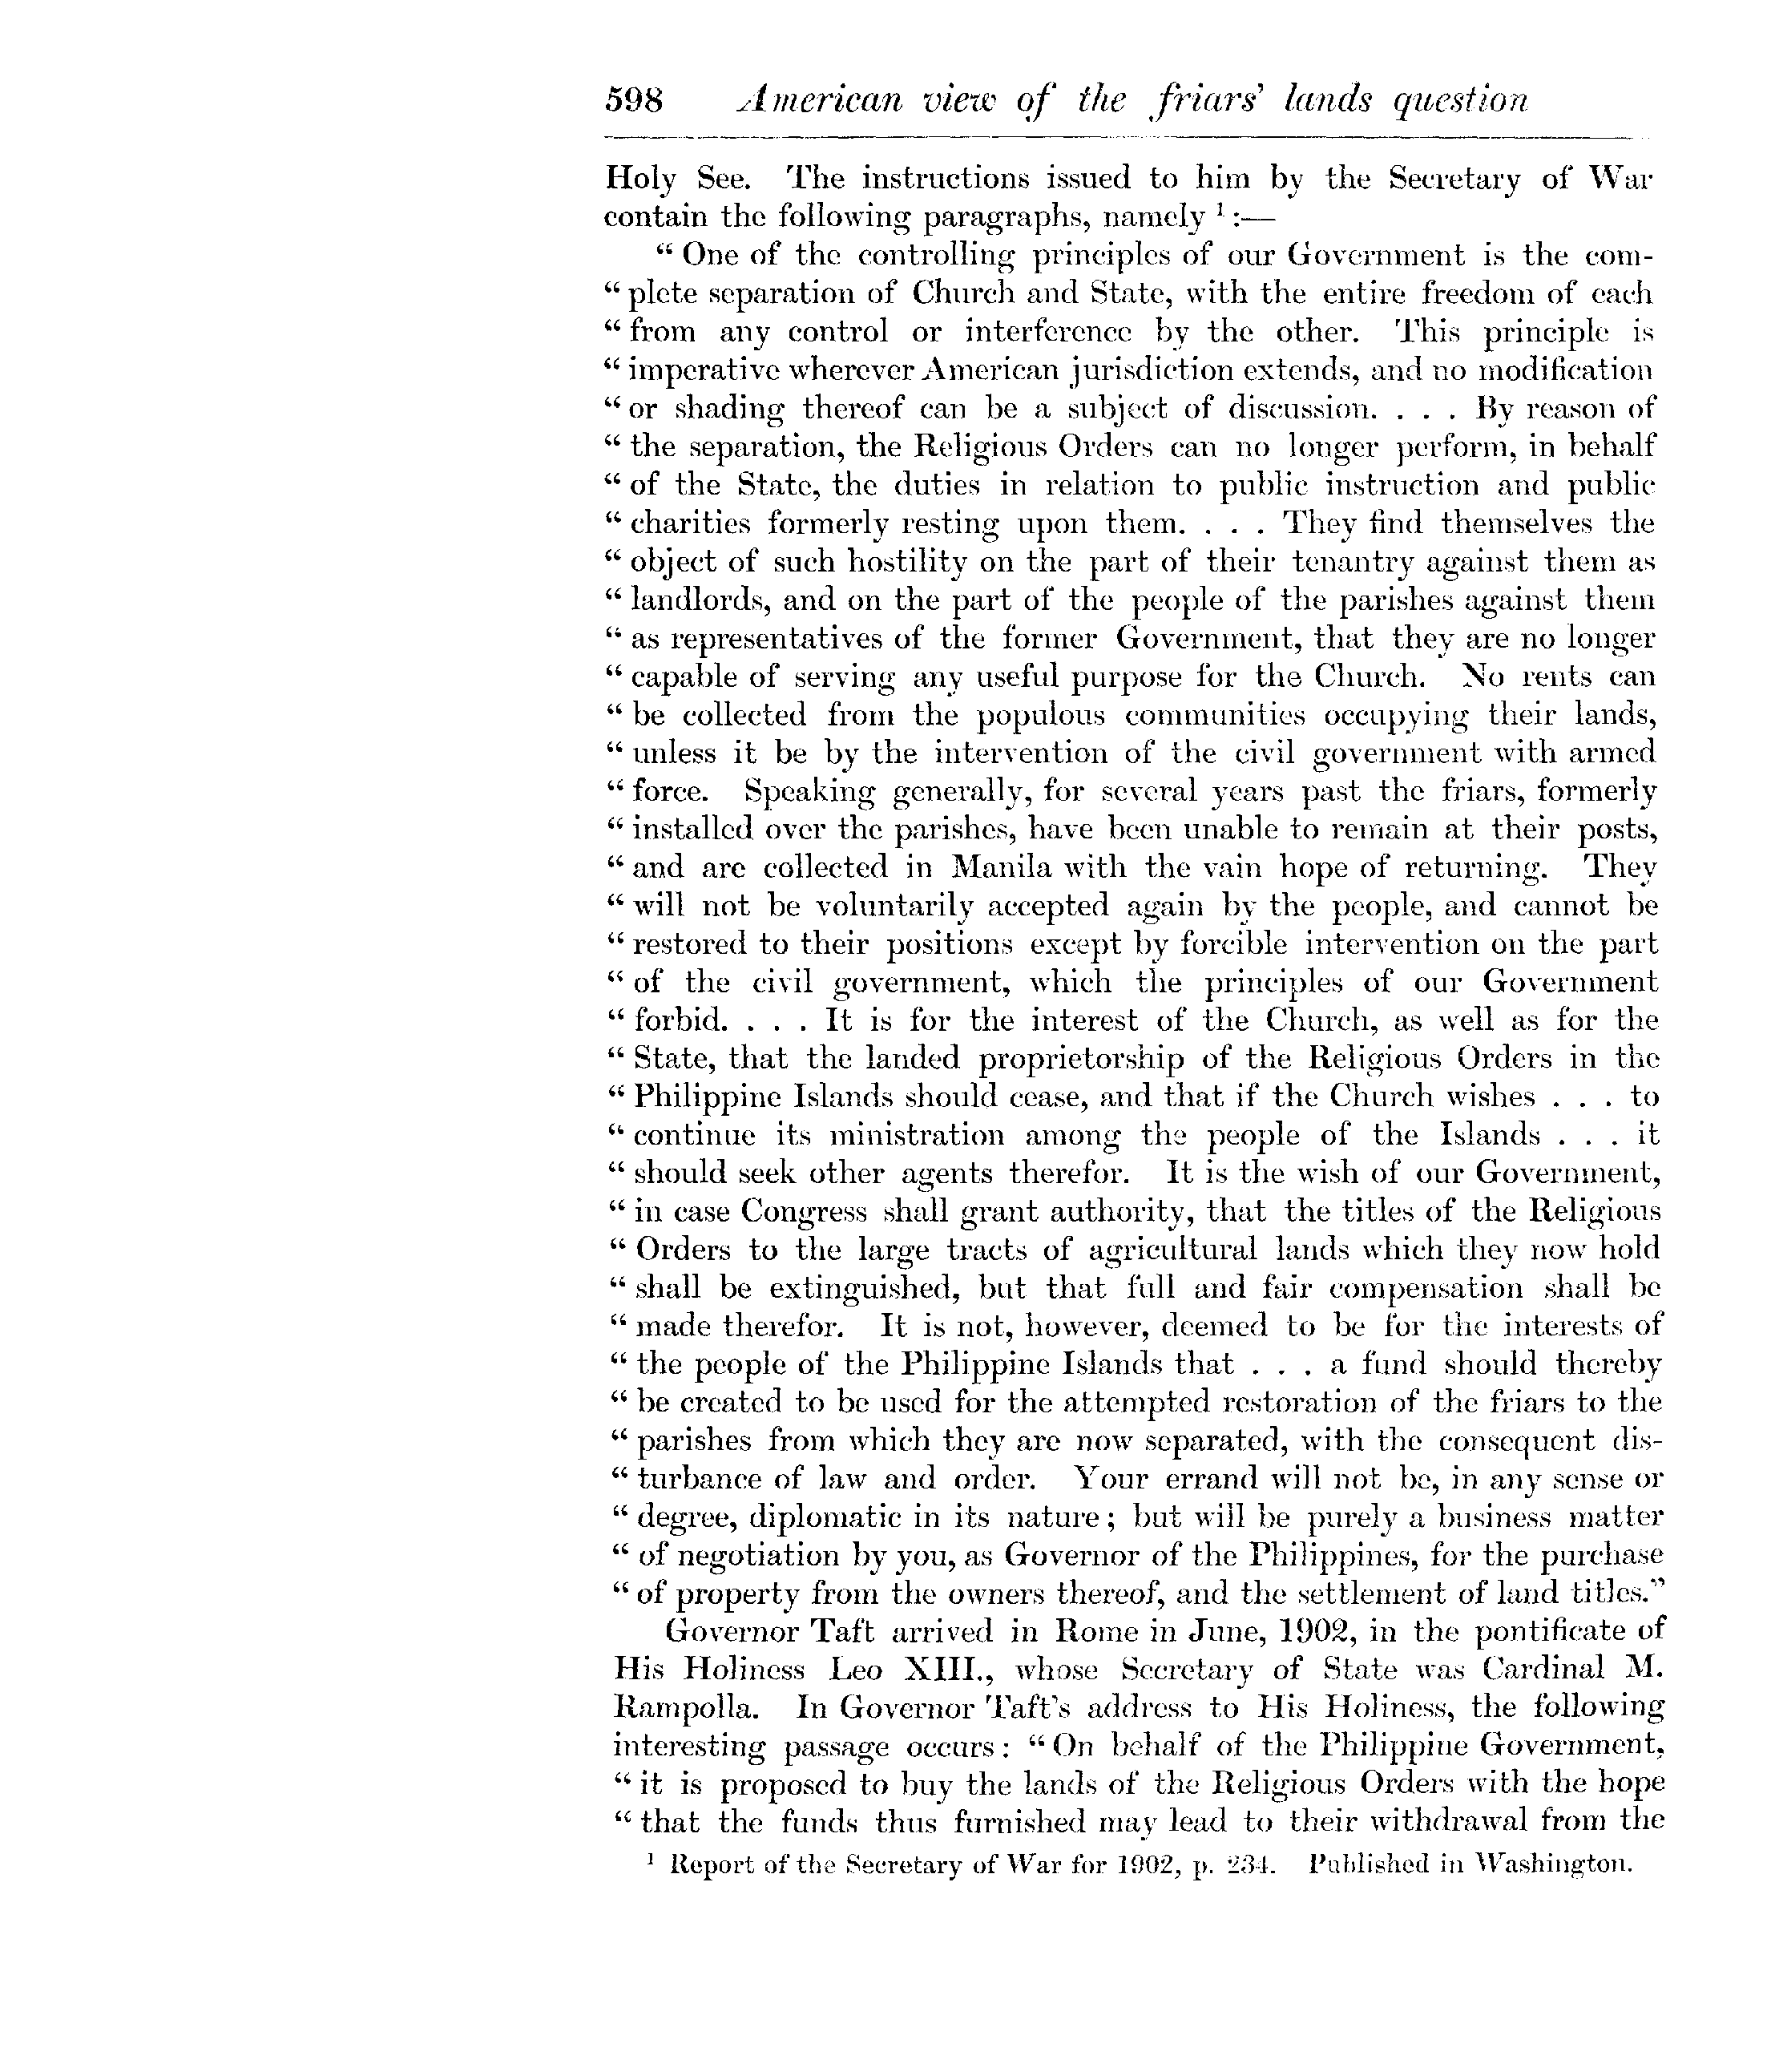 598 American view of the friars' lands question
Holy See. The instructions issued to him by the Secretary of War
contain the following paragraphs, namely ¹ :—
“ One of the controlling principles of our Government is the com-
“ plete separation of Church and State, with the entire freedom of each
“ from any control or interference by the other. This principle is
“ imperative wherever American jurisdiction extends, and no modification
“ or shading thereof can be a subject of discussion. . . . By reason of
“ the separation, the Religious Orders can no longer perform, in behalf
“ of the State, the duties in relation to public instruction and public
“ charities formerly resting upon them. . . . They find themselves the
“ object of such hostility on the part of their tenantry against them as
“ landlords, and on the part of the people of the parishes against them
“ as representatives of the former Government, that they are no longer
“ capable of serving any useful purpose for the Church. No rents can
“ be collected from the populous communities occupying their lands,
“ unless it be by the intervention of the civil government with armed
“ force. Speaking generally, for several years past the friars, formerly
“ installed over the parishes, have been unable to remain at their posts,
“ and are collected in Manila with the vain hope of returning. They
“ will not be voluntarily accepted again by the people, and cannot be
“ restored to their positions except by forcible intervention on the part
“ of the civil government, which the principles of our Government
“ forbid. . . . It is for the interest of the Church, as well as for the
“ State, that the landed proprietorship of the Religious Orders in the
“ Philippine Islands should cease, and that if the Church wishes . . . to
“ continue its ministration among the people of the Islands . . . it
“ should seek other agents therefor. It is the wish of our Government,
“ in case Congress shall grant authority, that the titles of the Religious
“ Orders to the large tracts of agricultural lands which they now hold
“ shall be extinguished, but that full and fair compensation shall be
“ made therefor. It is not, however, deemed to be for the interests of
“ the people of the Philippine Islands that . . . a fund should thereby
“ be created to be used for the attempted restoration of the friars to the
“ parishes from which they are now separated, with the consequent dis-
“ turbance of law and order. Your errand will not be, in any sense or
“ degree, diplomatic in its nature ; but will be purely a business matter
“ of negotiation by you, as Governor of the Philippines, for the purchase
“ of property from the owners thereof, and the settlement of land titles.”
Governor Taft arrived in Rome in June, 1902, in the pontificate of
His Holiness Leo XIII., whose Secretary of State was Cardinal M.
Rampolla. In Governor Taft's address to His Holiness, the following
interesting passage occurs : “ On behalf of the Philippine Government,
“ it is proposed to buy the lands of the Religious Orders with the hope
“ that the funds thus furnished may lead to their withdrawal from the
¹ Report of the Secretary of War for 1902, p. 234. Published in Washington.